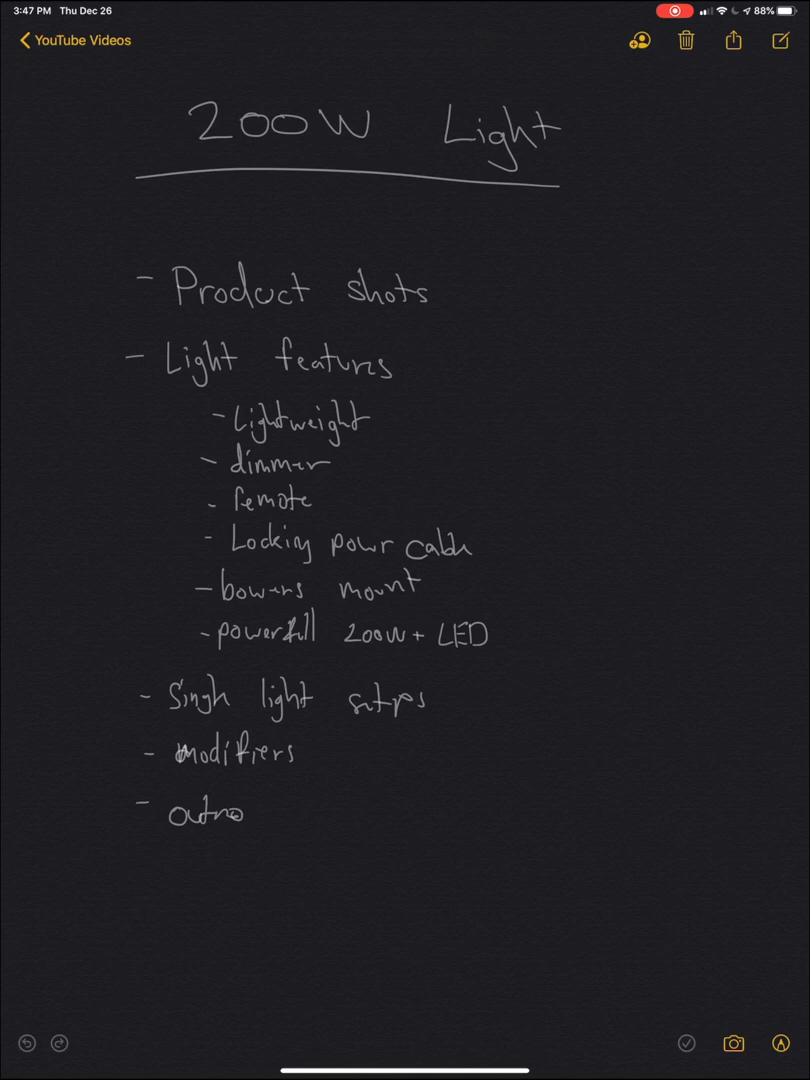 3:47 PM Thu Dec 26 88%
YouTube Videos
200W Light
- Product shots
- Light features
- Lightweight
- dimmer
- remote
- Locking power cable
- bowens mount
- powerfull 200W+ LED
- Single light setups
- modifiers
- outro